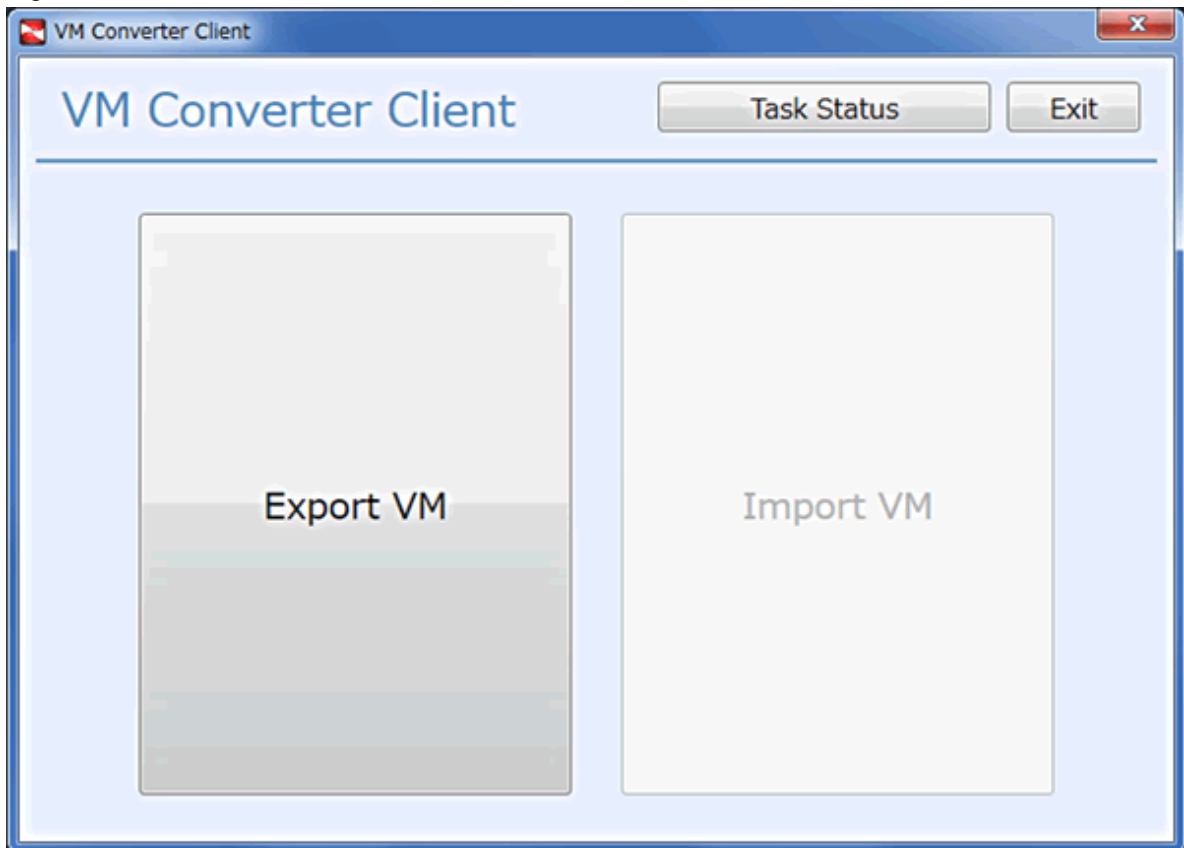 VM Converter Client
VM Converter Client
Task Status
Exit
Export VM
Import VM